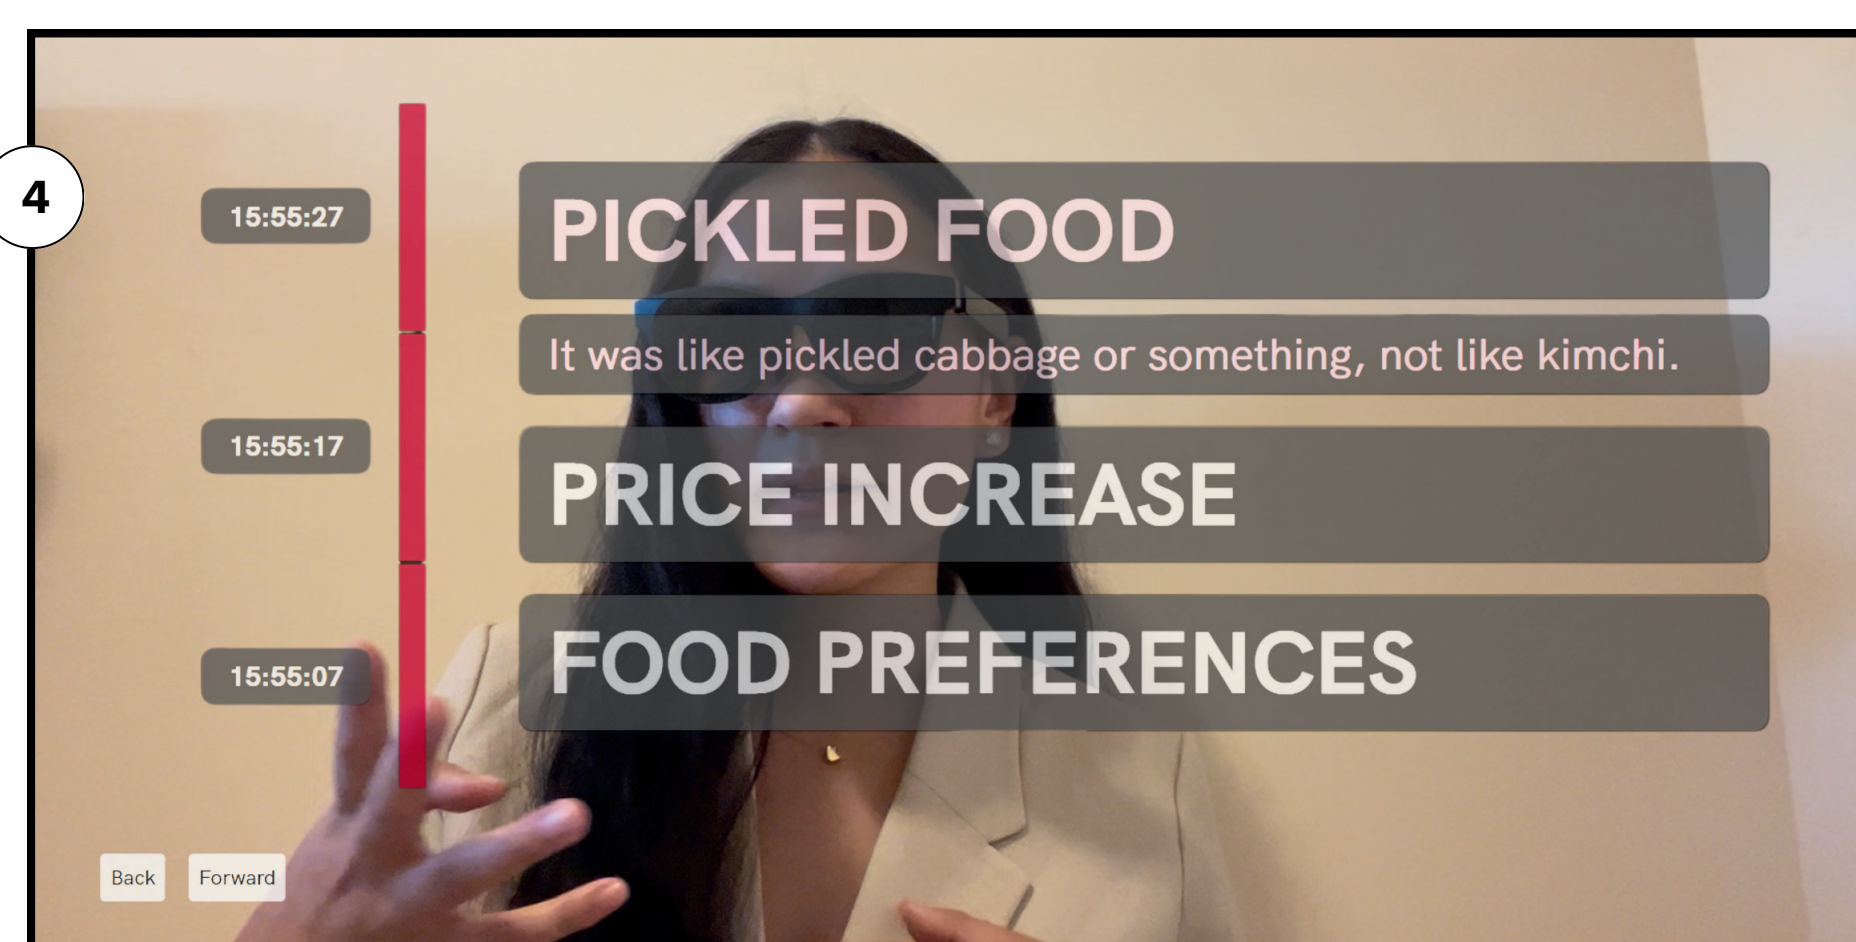 4
15:55:27
PICKLED FOOD
It was like pickled cabbage or something, not like kimchi.
15:55:17
PRICE INCREASE
15:55:07
FOOD PREFERENCES
Back
Forward